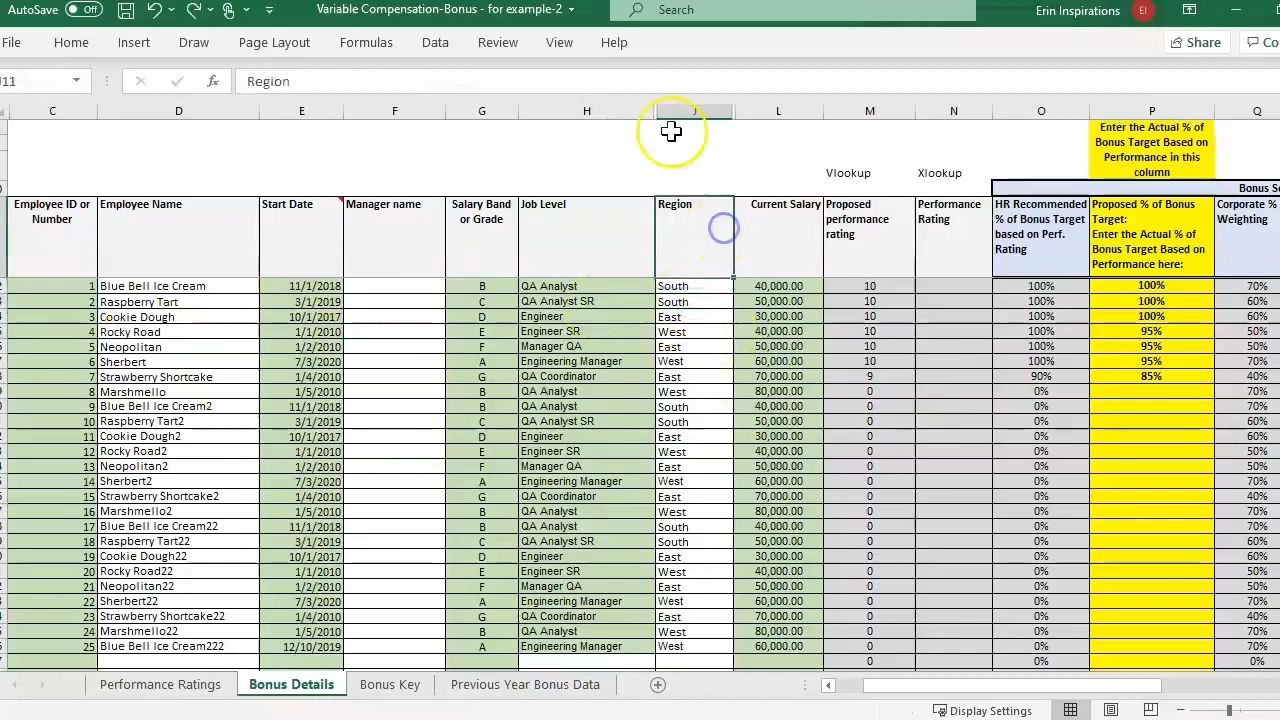 AutoSave Off Variable Compensation-Bonus - for example-2 Search Erin Inspirations EI
File Home Insert Draw Page Layout Formulas Data Review View Help Share Co
11 fx Region
C D E F G H J L M N O P Q
Enter the Actual % of
Bonus Target Based on
Performance in this
column
Vlookup Xlookup
0 Bonus Se
Employee ID or Employee Name Start Date Manager name Salary Band Job Level Region Current Salary Proposed Performance HR Recommended Proposed % of Bonus Corporate %
Number or Grade performance Rating % of Bonus Target Target: Weighting
rating based on Perf. Enter the Actual % of
Rating Bonus Target Based on
Performance here:
1 Blue Bell Ice Cream 11/1/2018 B QA Analyst South 40,000.00 10 100% 100% 70%
2 Raspberry Tart 3/1/2019 C QA Analyst SR South 50,000.00 10 100% 100% 60%
3 Cookie Dough 10/1/2017 D Engineer East 30,000.00 10 100% 100% 60%
4 Rocky Road 1/1/2010 E Engineer SR West 40,000.00 10 100% 95% 50%
5 Neopolitan 1/2/2010 F Manager QA East 50,000.00 10 100% 95% 50%
6 Sherbert 7/3/2020 A Engineering Manager West 60,000.00 10 100% 95% 70%
7 Strawberry Shortcake 1/4/2010 G QA Coordinator East 70,000.00 9 90% 85% 40%
8 Marshmello 1/5/2010 B QA Analyst West 80,000.00 0 0% 70%
9 Blue Bell Ice Cream2 11/1/2018 B QA Analyst South 40,000.00 0 0% 70%
10 Raspberry Tart2 3/1/2019 C QA Analyst SR South 50,000.00 0 0% 60%
11 Cookie Dough2 10/1/2017 D Engineer East 30,000.00 0 0% 60%
12 Rocky Road2 1/1/2010 E Engineer SR West 40,000.00 0 0% 50%
13 Neopolitan2 1/2/2010 F Manager QA East 50,000.00 0 0% 50%
14 Sherbert2 7/3/2020 A Engineering Manager West 60,000.00 0 0% 70%
15 Strawberry Shortcake2 1/4/2010 G QA Coordinator East 70,000.00 0 0% 40%
16 Marshmello2 1/5/2010 B QA Analyst West 80,000.00 0 0% 70%
17 Blue Bell Ice Cream22 11/1/2018 B QA Analyst South 40,000.00 0 0% 70%
18 Raspberry Tart22 3/1/2019 C QA Analyst SR South 50,000.00 0 0% 60%
19 Cookie Dough22 10/1/2017 D Engineer East 30,000.00 0 0% 60%
20 Rocky Road22 1/1/2010 E Engineer SR West 40,000.00 0 0% 50%
21 Neopolitan22 1/2/2010 F Manager QA East 50,000.00 0 0% 50%
22 Sherbert22 7/3/2020 A Engineering Manager West 60,000.00 0 0% 70%
23 Strawberry Shortcake22 1/4/2010 G QA Coordinator East 70,000.00 0 0% 40%
24 Marshmello22 1/5/2010 B QA Analyst West 80,000.00 0 0% 70%
25 Blue Bell Ice Cream222 12/10/2019 A Engineering Manager West 60,000.00 0 0% 70%
0 0% 0%
Performance Ratings Bonus Details Bonus Key Previous Year Bonus Data
Display Settings